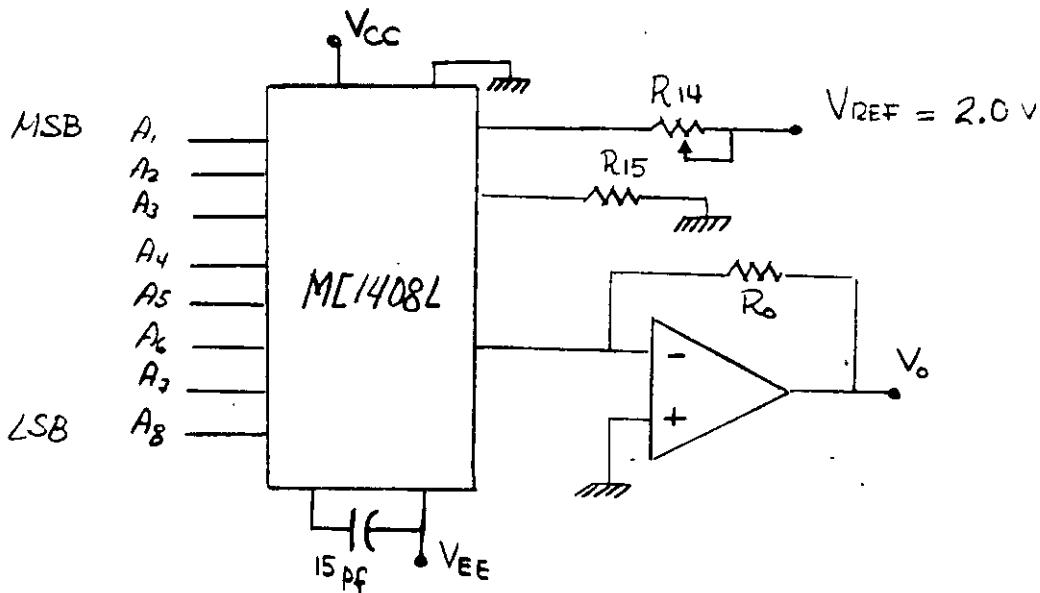 VCC
R14
VREF = 2.0 V
MSB A1
A2
R15
A3
A4
MC1408L
A5
Ro
A6
A7
Vo
LSB A8
-
+
15 pf
VEE